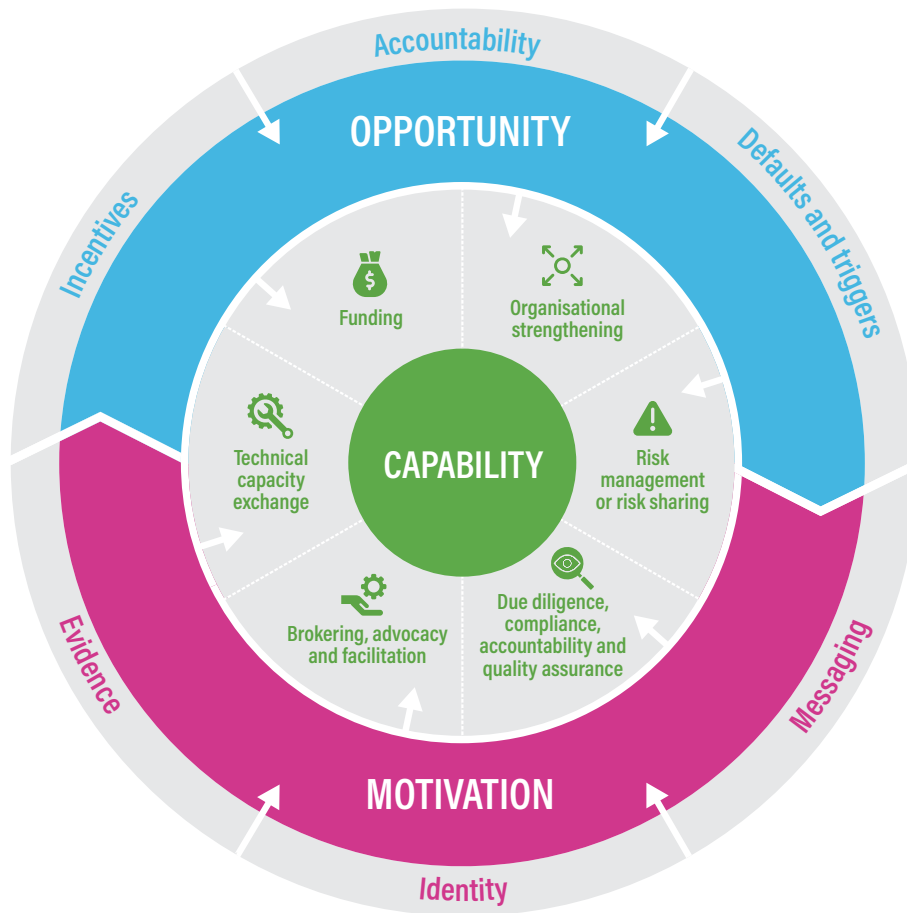 Accountability
OPPORTUNITY
Incentives
Defaults and triggers
$
Funding
Organisational
strengthening
Technical
capacity
exchange
CAPABILITY
!
Risk
management
or risk sharing
Brokering, advocacy
and facilitation
Due diligence,
compliance,
accountability and
quality assurance
Evidence
Messaging
MOTIVATION
Identity